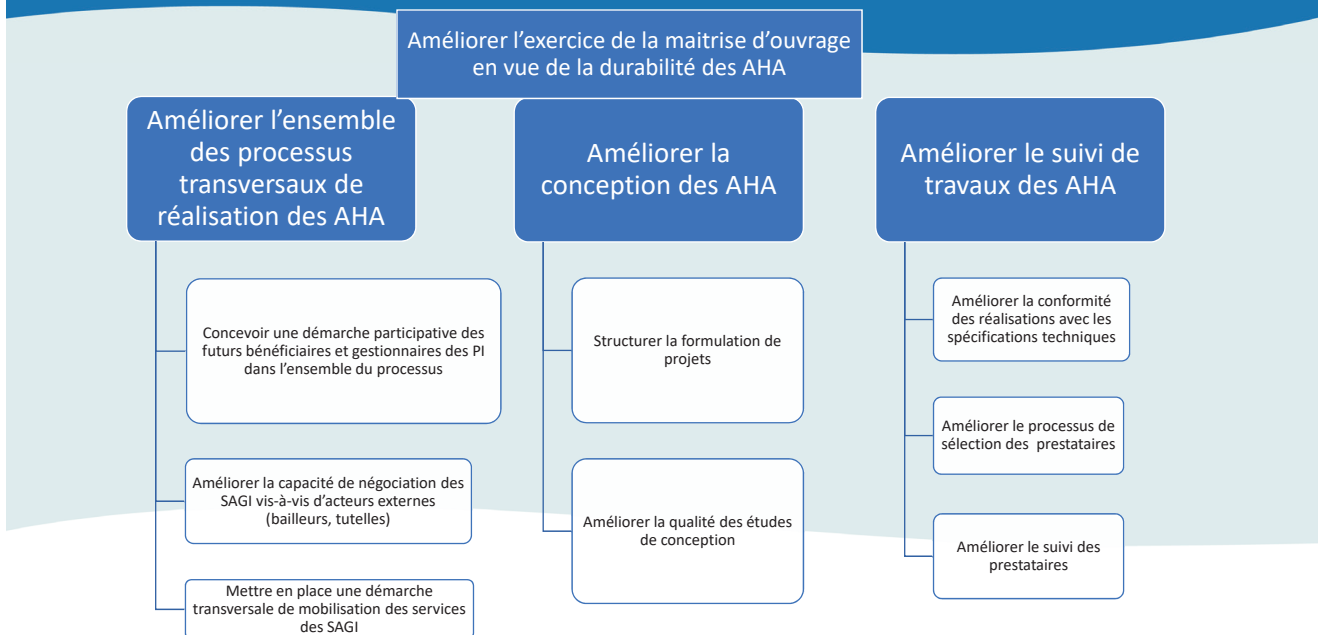 Améliorer l’exercice de la maitrise d’ouvrage
en vue de la durabilité des AHA
Améliorer l’ensemble
des processus
transversaux de
réalisation des AHA
Concevoir une démarche participative des
futurs bénéficiaires et gestionnaires des PI
dans l’ensemble du processus
Améliorer la capacité de négociation des
SAGI vis-à-vis d’acteurs externes
(bailleurs, tutelles)
Mettre en place une démarche
transversale de mobilisation des services
des SAGI
Améliorer la
conception des AHA
Structurer la formulation de
projets
Améliorer la qualité des études
de conception
Améliorer le suivi de
travaux des AHA
Améliorer la conformité
des réalisations avec les
spécifications techniques
Améliorer le processus de
sélection des prestataires
Améliorer le suivi des
prestataires